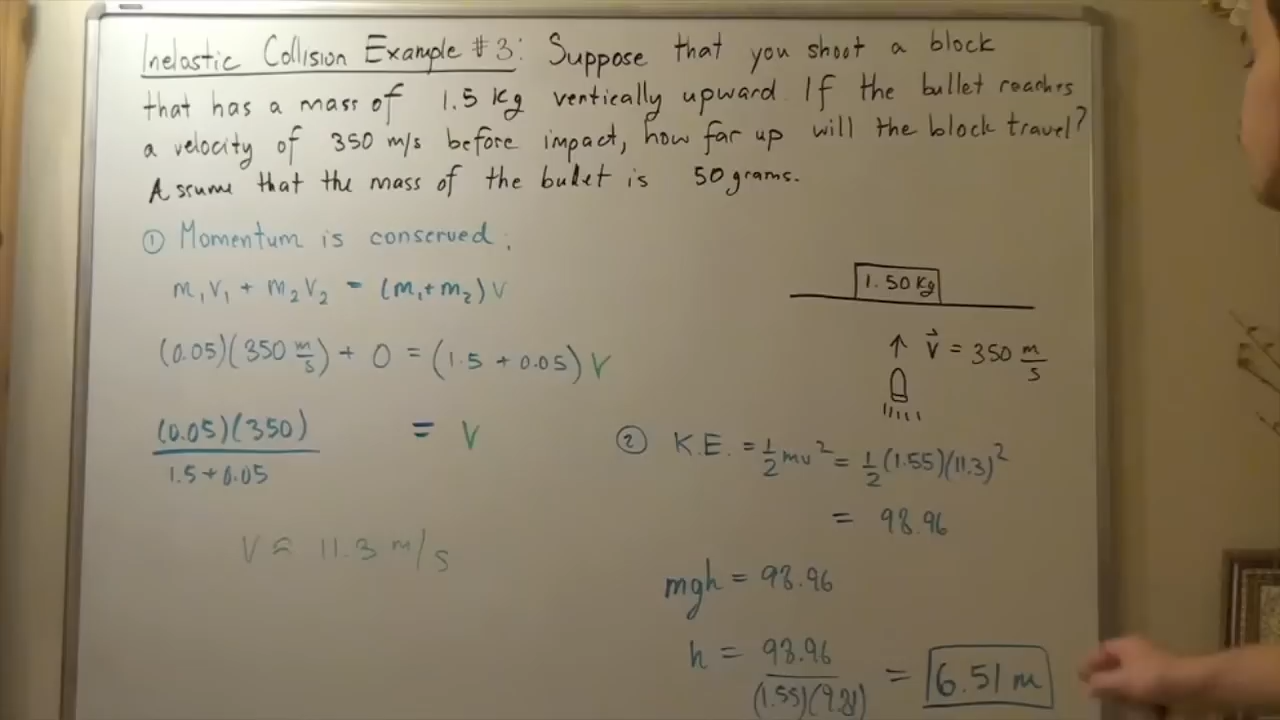 Inelastic Collision Example #3: Suppose that you shoot a block
that has a mass of 1.5 Kg ventically upward. If the bullet reaches
a velocity of 350 m/s before impact, how far up will the block travel?
Assume that the mass of the bullet is 50 grams.
① Momentum is conserved:
m₁V₁ + m₂V₂ = (m₁+m₂)V
(0.05)(350 m/s) + 0 = (1.5 + 0.05) V
(0.05)(350) / 1.5 + 0.05 = V
V ≈ 11.3 m/s
1.50 Kg
V⃗ = 350 m/s
② K.E. = 1/2 mv² = 1/2 (1.55)(11.3)²
= 98.96
mgh = 98.96
h = 98.96 / (1.55)(9.81) = 6.51 m